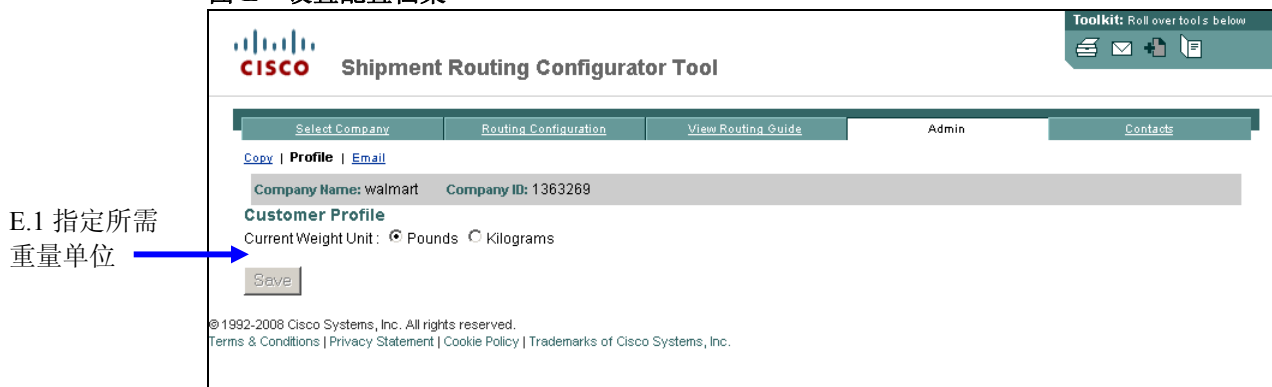 Toolkit: Roll over tools below
CISCO Shipment Routing Configurator Tool
Select Company Routing Configuration View Routing Guide Admin Contacts
Copy | Profile | Email
Company Name: walmart Company ID: 1363269
Customer Profile
Current Weight Unit : Pounds Kilograms
E.1 指定所需
重量单位
Save
© 1992-2008 Cisco Systems, Inc. All rights reserved.
Terms & Conditions | Privacy Statement | Cookie Policy | Trademarks of Cisco Systems, Inc.